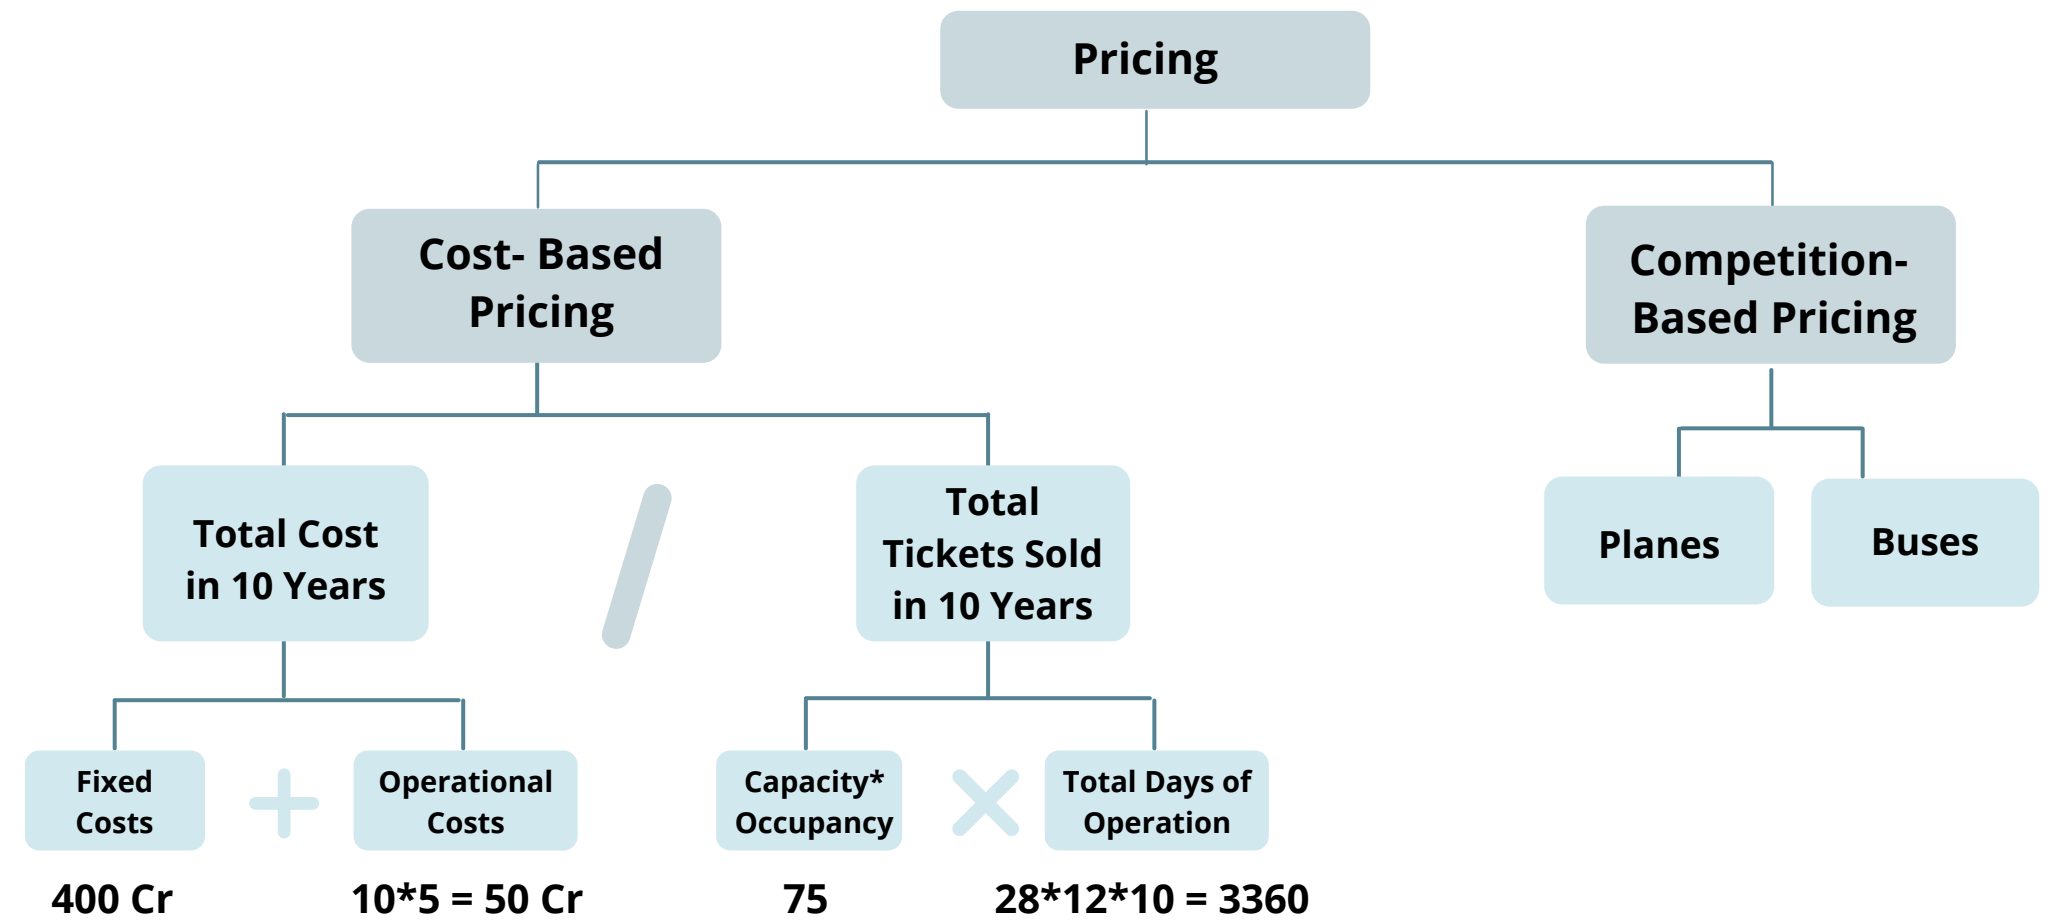 Pricing
Cost- Based
Pricing
Competition-
Based Pricing
Total Cost
in 10 Years
Total
Tickets Sold
in 10 Years
Planes
Buses
Fixed
Costs
Operational
Costs
Capacity*
Occupancy
Total Days of
Operation
400 Cr
10*5 = 50 Cr
75
28*12*10 = 3360